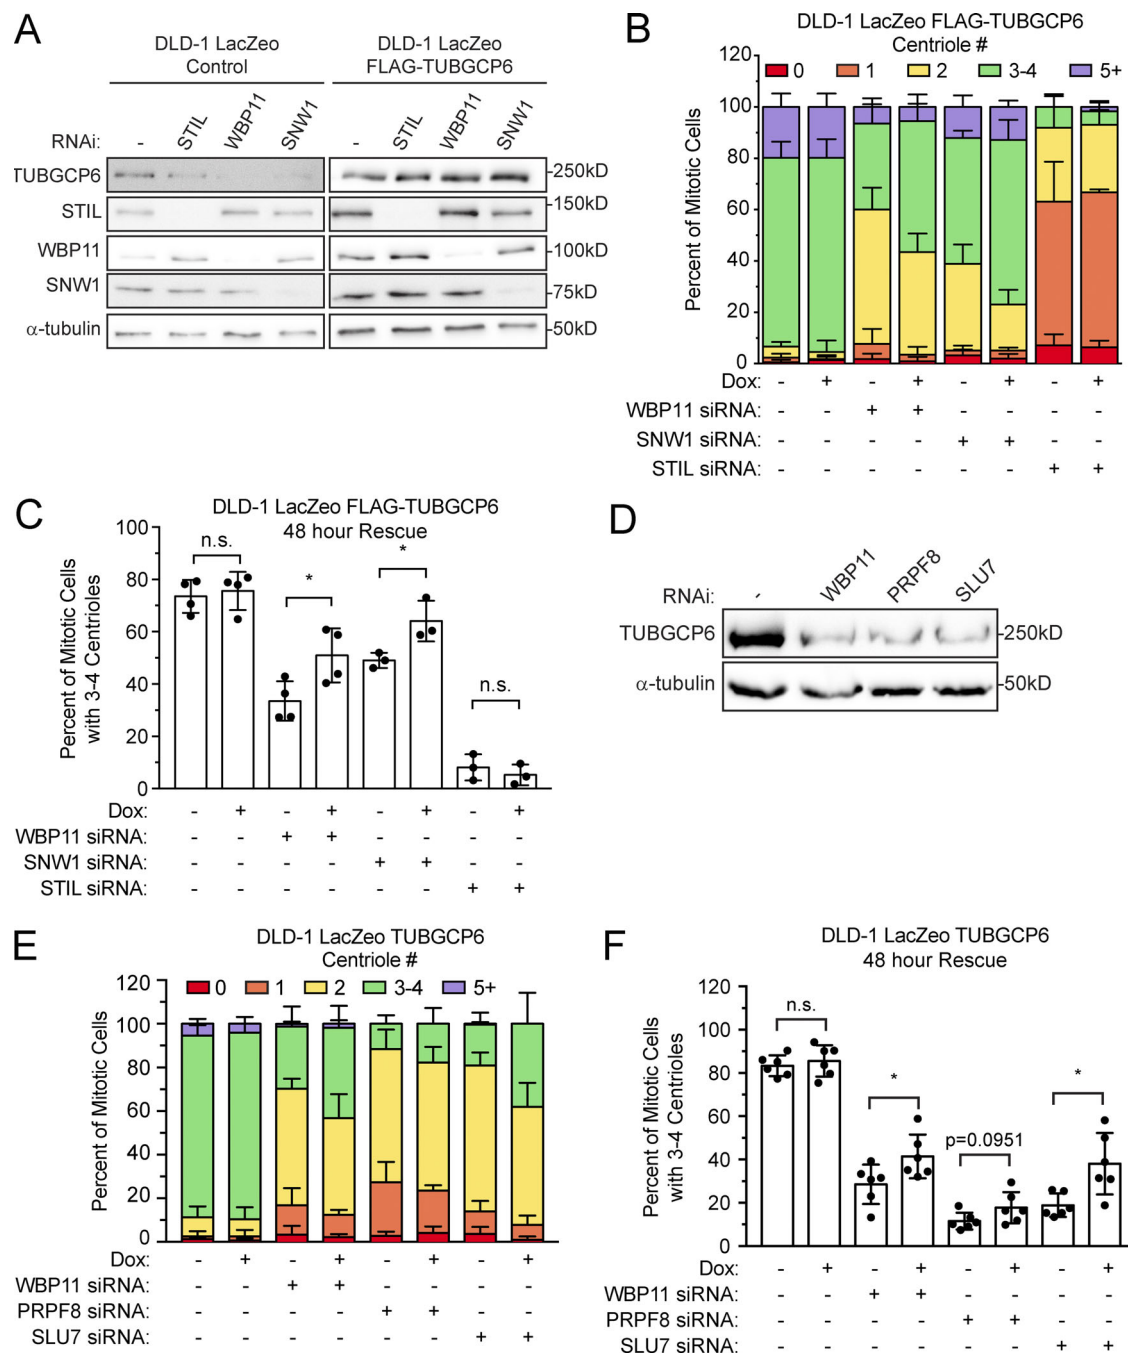 A
DLD-1 LacZeo
Control
DLD-1 LacZeo
FLAG-TUBGCP6
RNAi: - STIL WBP11 SNW1 - STIL WBP11 SNW1
TUBGCP6 -250kD
STIL -150kD
WBP11 -100kD
SNW1 -75kD
α-tubulin -50kD
B
DLD-1 LacZeo FLAG-TUBGCP6
Centriole #
0 1 2 3-4 5+
Percent of Mitotic Cells
120
100
80
60
40
20
0
Dox: - + - + - + - +
WBP11 siRNA: - - + + - - - -
SNW1 siRNA: - - - - + + - -
STIL siRNA: - - - - - - + +
C
DLD-1 LacZeo FLAG-TUBGCP6
48 hour Rescue
Percent of Mitotic Cells
with 3-4 Centrioles
100
80
60
40
20
0
n.s. * * n.s.
Dox: - + - + - + - +
WBP11 siRNA: - - + + - - - -
SNW1 siRNA: - - - - + + - -
STIL siRNA: - - - - - - + +
D
RNAi: - WBP11 PRPF8 SLU7
TUBGCP6 -250kD
α-tubulin -50kD
E
DLD-1 LacZeo TUBGCP6
Centriole #
0 1 2 3-4 5+
Percent of Mitotic Cells
120
100
80
60
40
20
0
Dox: - + - + - + - +
WBP11 siRNA: - - + + - - - -
PRPF8 siRNA: - - - - + + - -
SLU7 siRNA: - - - - - - + +
F
DLD-1 LacZeo TUBGCP6
48 hour Rescue
Percent of Mitotic Cells
with 3-4 Centrioles
120
100
80
60
40
20
0
n.s. * p=0.0951 *
Dox: - + - + - + - +
WBP11 siRNA: - - + + - - - -
PRPF8 siRNA: - - - - + + - -
SLU7 siRNA: - - - - - - + +